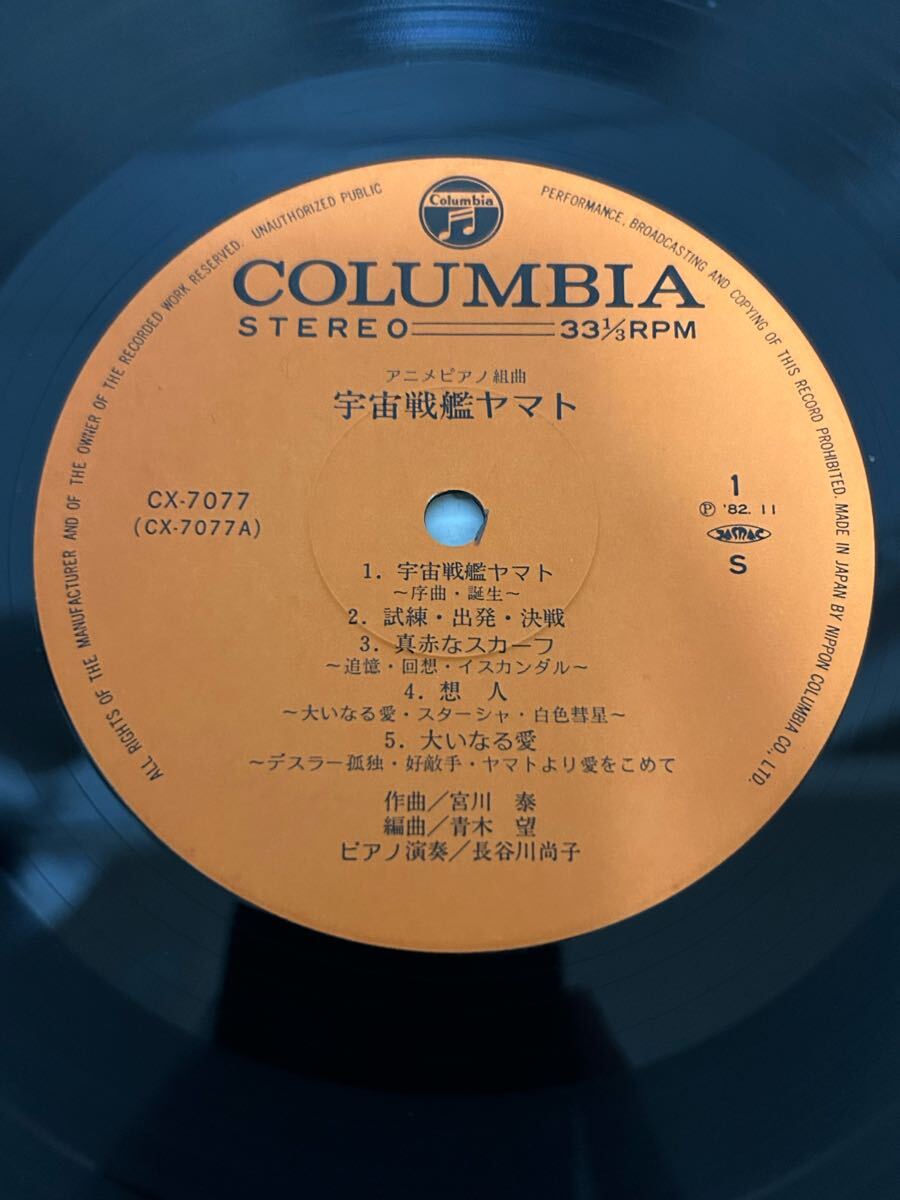 Columbia
ALL RIGHTS OF THE MANUFACTURER AND OF THE OWNER OF THE RECORDED WORK RESERVED. UNAUTHORIZED PUBLIC PERFORMANCE, BROADCASTING AND COPYING OF THIS RECORD PROHIBITED. MADE IN JAPAN BY NIPPON COLUMBIA CO., LTD.
COLUMBIA
STEREO 33⅓RPM
アニメピアノ組曲
宇宙戦艦ヤマト
CX-7077
(CX-7077A)
1
Ⓟ '82. 11
JASRAC
S
1. 宇宙戦艦ヤマト
～序曲・誕生～
2. 試練・出発・決戦
3. 真赤なスカーフ
～追憶・回想・イスカンダル～
4. 想 人
～大いなる愛・スターシャ・白色彗星～
5. 大いなる愛
～デスラー孤独・好敵手・ヤマトより愛をこめて
作曲/宮川 泰
編曲/青木 望
ピアノ演奏/長谷川尚子